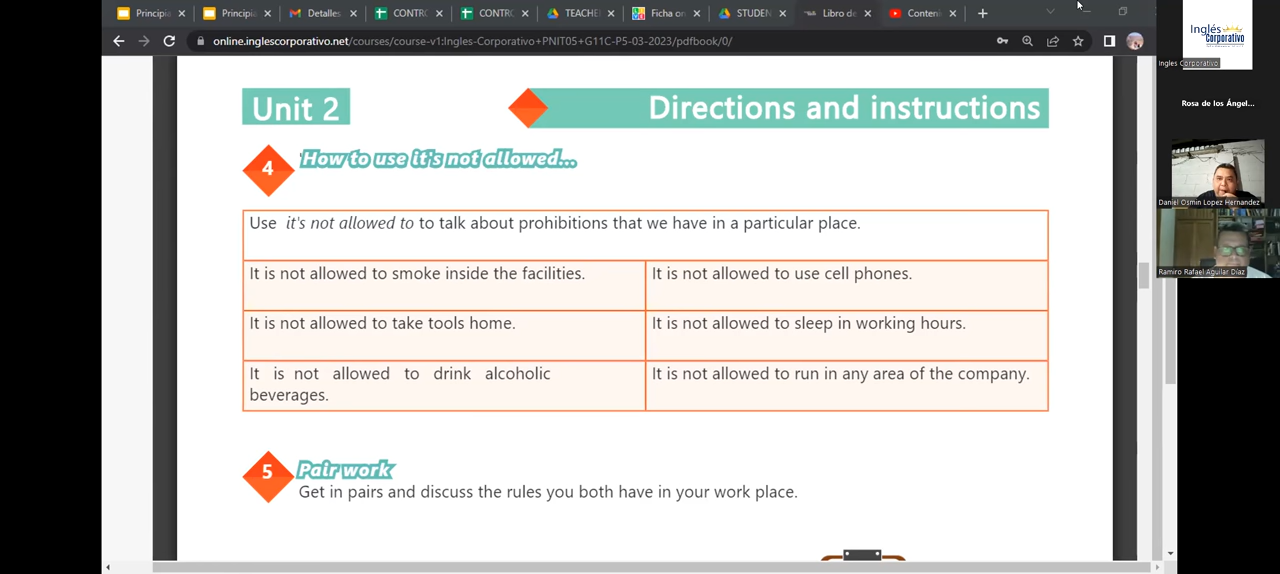 Principia
Principia
Detalles
CONTRO
CONTRO
TEACHE
Ficha on
STUDEN
Libro de
Conteni
online.inglescorporativo.net/courses/course-v1:Ingles-Corporativo+PNIT05+G11C-P5-03-2023/pdfbook/0/
Inglés
Corporativo
Ingles Corporativo
Rosa de los Ángel...
Daniel Osmin Lopez Hernandez
Ramiro Rafael Aguilar Díaz
Unit 2
Directions and instructions
4
How to use it's not allowed...
Use it's not allowed to to talk about prohibitions that we have in a particular place.
It is not allowed to smoke inside the facilities.
It is not allowed to use cell phones.
It is not allowed to take tools home.
It is not allowed to sleep in working hours.
It is not allowed to drink alcoholic
beverages.
It is not allowed to run in any area of the company.
5
Pair work
Get in pairs and discuss the rules you both have in your work place.